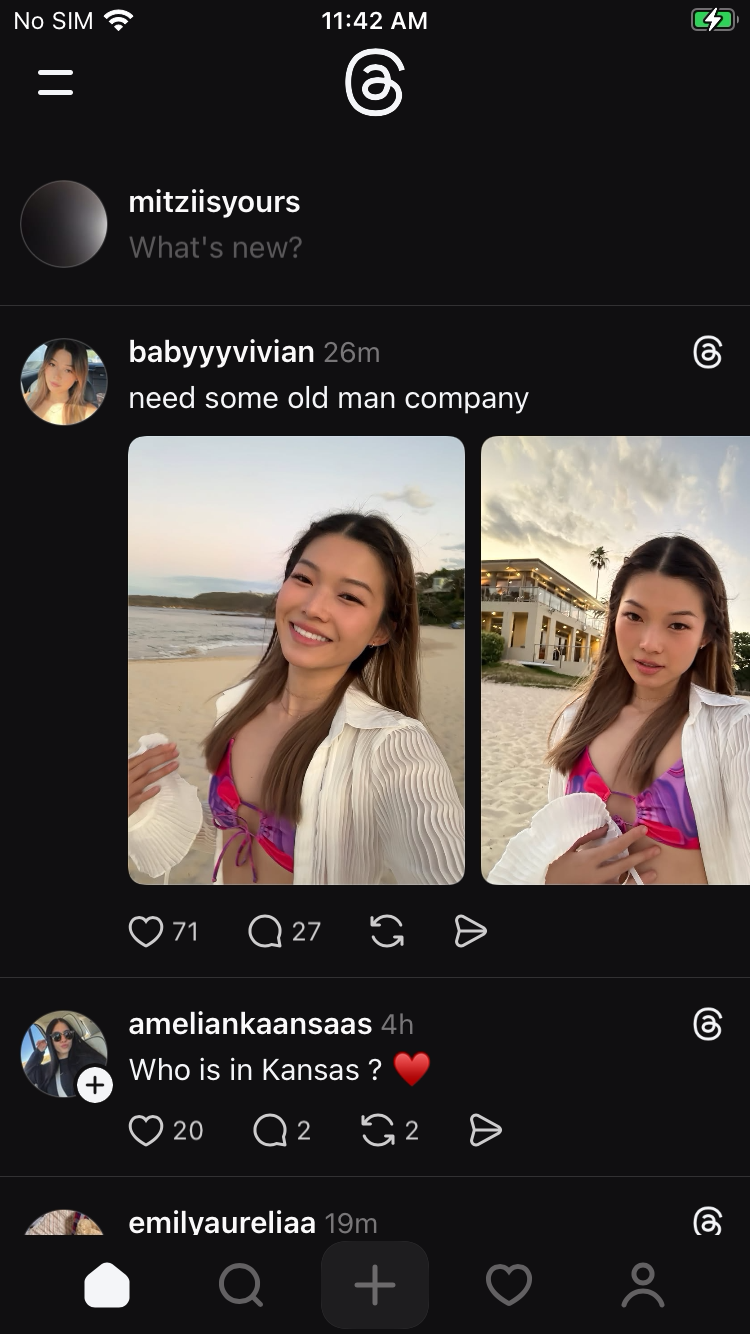 No SIM 11:42 AM
mitziisyours
What's new?
babyyyvivian 26m
need some old man company
71 27
ameliankaansaas 4h
Who is in Kansas ? ♥️
20 2 2
emilyaureliaa 19m